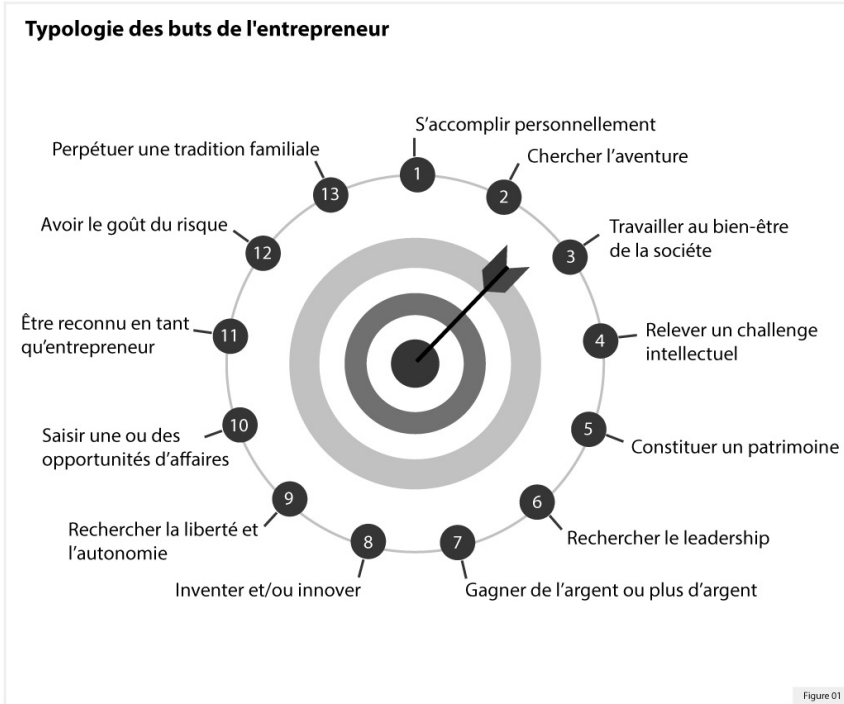 Typologie des buts de l'entrepreneur
1
S’accomplir personnellement
2
Chercher l’aventure
3
Travailler au bien-être
de la sociéte
4
Relever un challenge
intellectuel
5
Constituer un patrimoine
6
Rechercher le leadership
7
Gagner de l’argent ou plus d’argent
8
Inventer et/ou innover
9
Rechercher la liberté et
l’autonomie
10
Saisir une ou des
opportunités d’affaires
11
Être reconnu en tant
qu’entrepreneur
12
Avoir le goût du risque
13
Perpétuer une tradition familiale
Figure 01